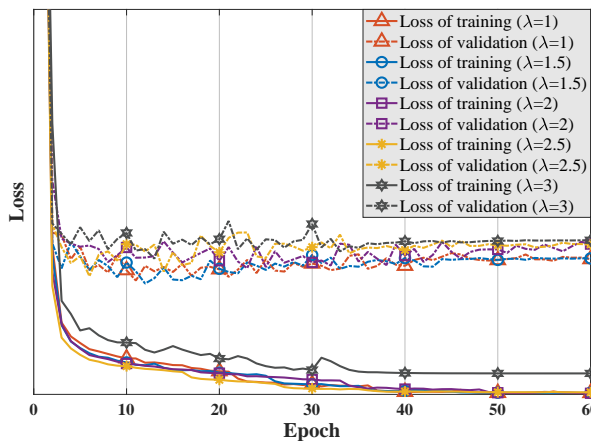 Loss of training (λ=1)
Loss of validation (λ=1)
Loss of training (λ=1.5)
Loss of validation (λ=1.5)
Loss of training (λ=2)
Loss of validation (λ=2)
Loss of training (λ=2.5)
Loss of validation (λ=2.5)
Loss of training (λ=3)
Loss of validation (λ=3)
Loss
0 10 20 30 40 50 60
Epoch